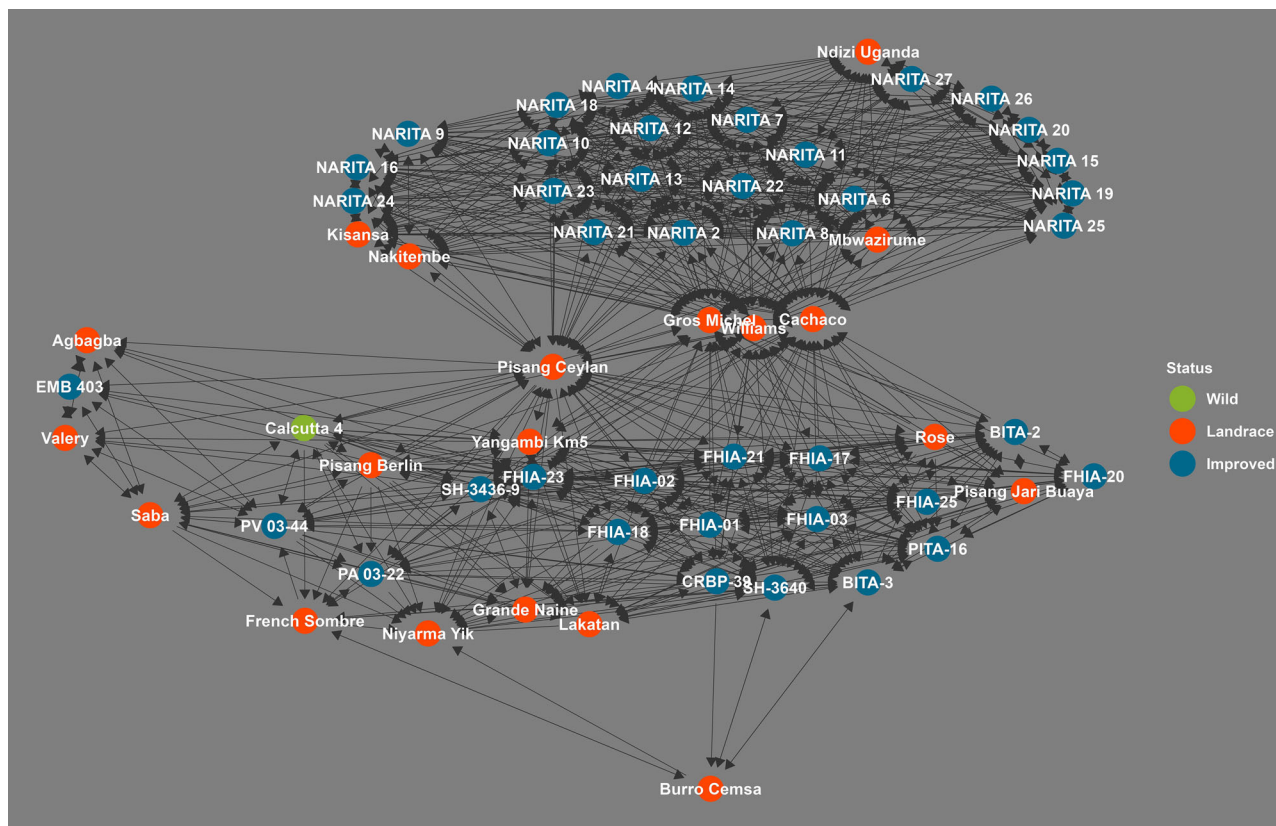 Ndizi Uganda
NARITA 27
NARITA 4
NARITA 14
NARITA 26
NARITA 18
NARITA 7
NARITA 12
NARITA 20
NARITA 9
NARITA 10
NARITA 11
NARITA 15
NARITA 16
NARITA 13
NARITA 22
NARITA 23
NARITA 6
NARITA 19
NARITA 24
NARITA 25
Kisansa
NARITA 21
NARITA 2
NARITA 8
Mbwazirume
Nakitembe
Gros Michel
Williams
Cachaco
Agbagba
Pisang Ceylan
Status
EMB 403
Wild
Calcutta 4
Landrace
Valery
Yangambi Km5
Rose
BITA-2
Improved
Pisang Berlin
FHIA-21
FHIA-17
FHIA-23
FHIA-02
FHIA-20
SH-3436-9
Pisang Jari Buaya
FHIA-25
Saba
PV 03-44
FHIA-18
FHIA-01
FHIA-03
PITA-16
PA 03-22
CRBP-39
SH-3640
BITA-3
Grande Naine
French Sombre
Niyarma Yik
Lakatan
Burro Cemsa